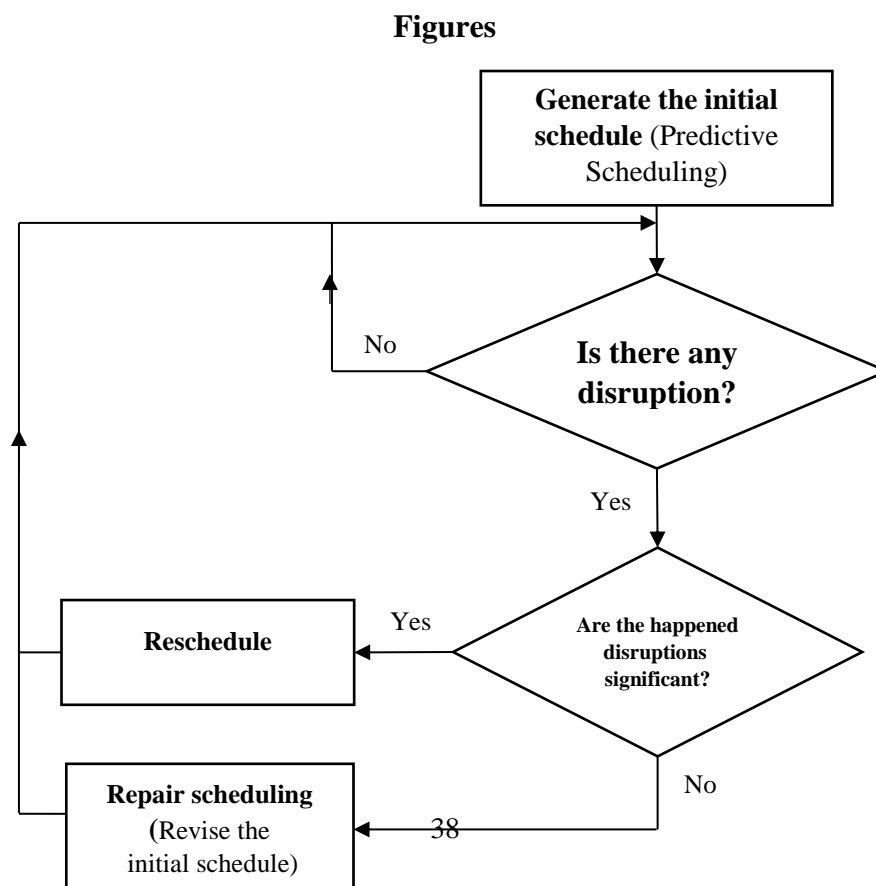 Figures
Generate the initial
schedule (Predictive
Scheduling)
No
Is there any
disruption?
Yes
Yes
Are the happened
disruptions
significant?
Reschedule
No
Repair scheduling
(Revise the
initial schedule)
38